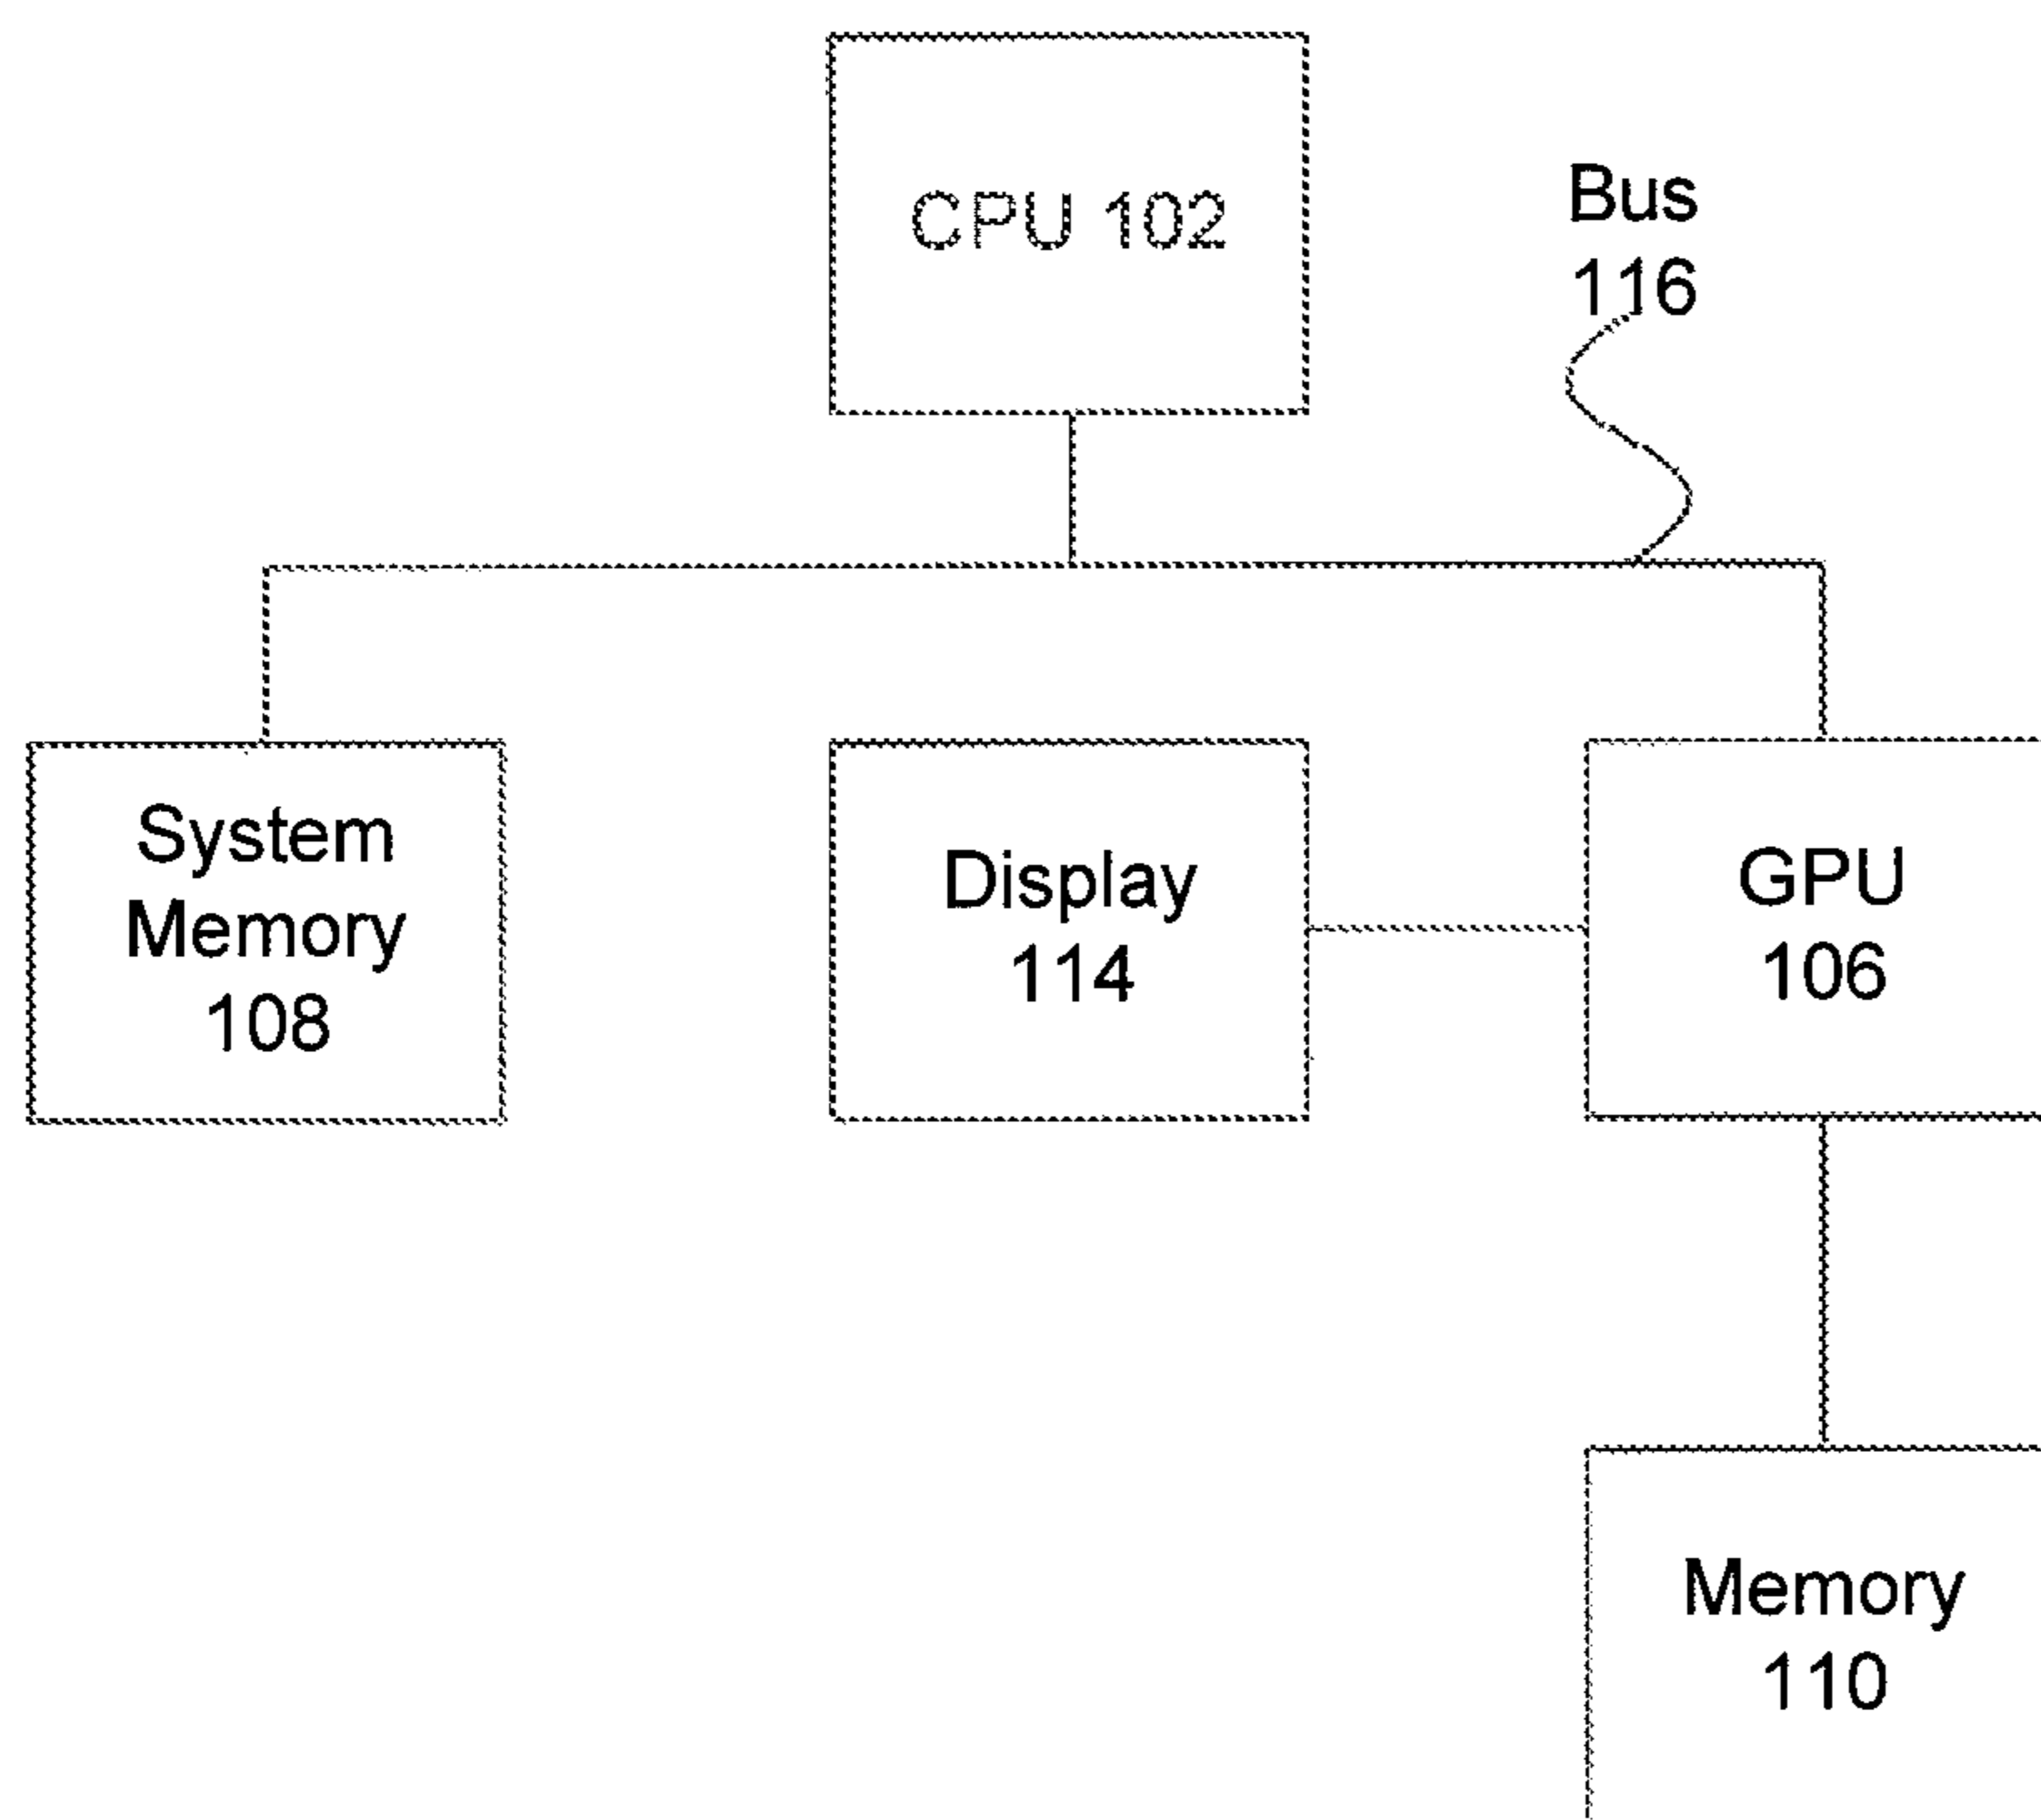 CPU 102
Bus
116
System
Memory
108
Display
114
GPU
106
Memory
110